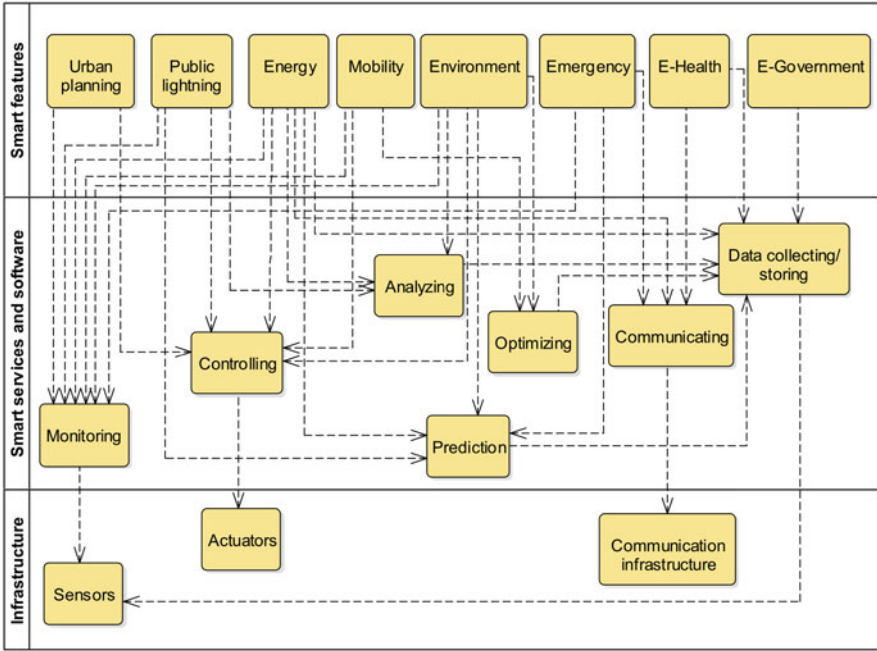 Smart features
Urban
planning
Public
lightning
Energy
Mobility
Environment
Emergency
E-Health
E-Government
Smart services and software
Data collecting/
storing
Analyzing
Optimizing
Communicating
Controlling
Monitoring
Prediction
Infrastructure
Actuators
Communication
infrastructure
Sensors